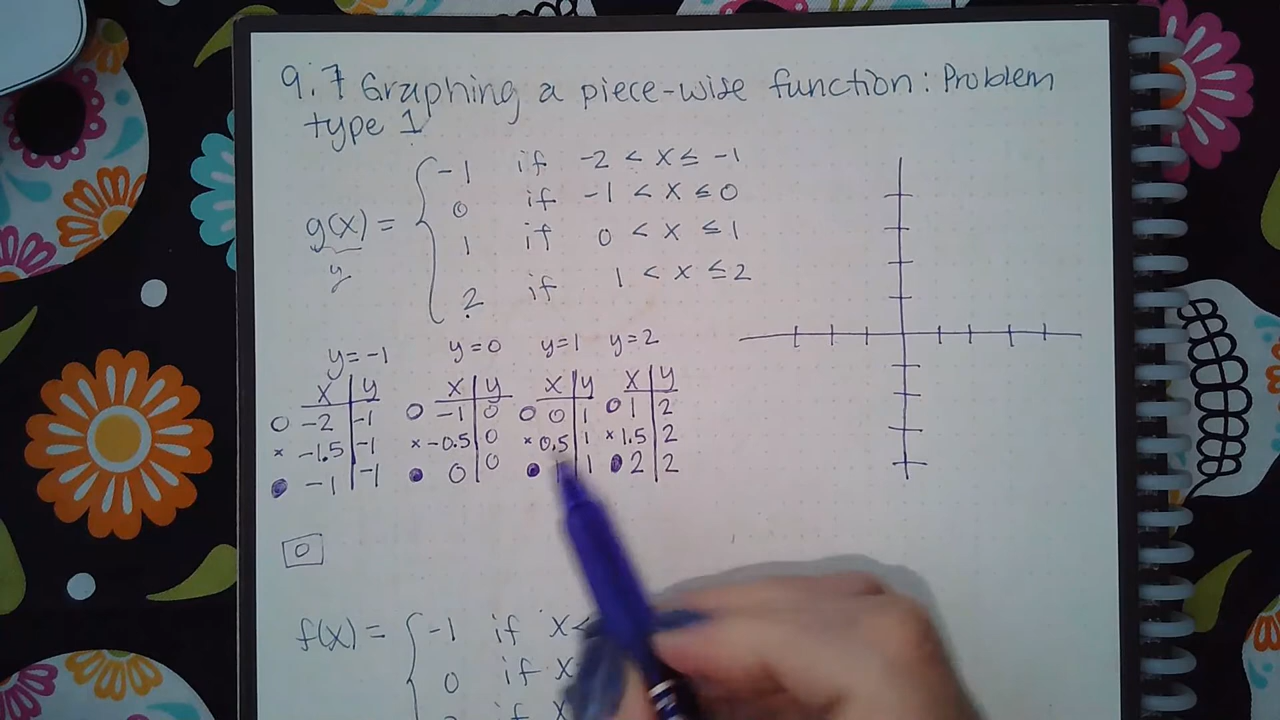 9.7 Graphing a piece-wise function: Problem
type 1
-1 if -2 < x ≤ -1
0 if -1 < x ≤ 0
g(x) =
1 if 0 < x ≤ 1
y
2 if 1 < x ≤ 2
y=-1 y=0 y=1 y=2
x y x y x y x y
-2 -1 -1 0 0 1 1 2
× -1.5 -1 × -0.5 0 × 0.5 1 × 1.5 2
-1 -1 0 0 1 2 2
0
f(x) = -1 if x<
0 if x
if x